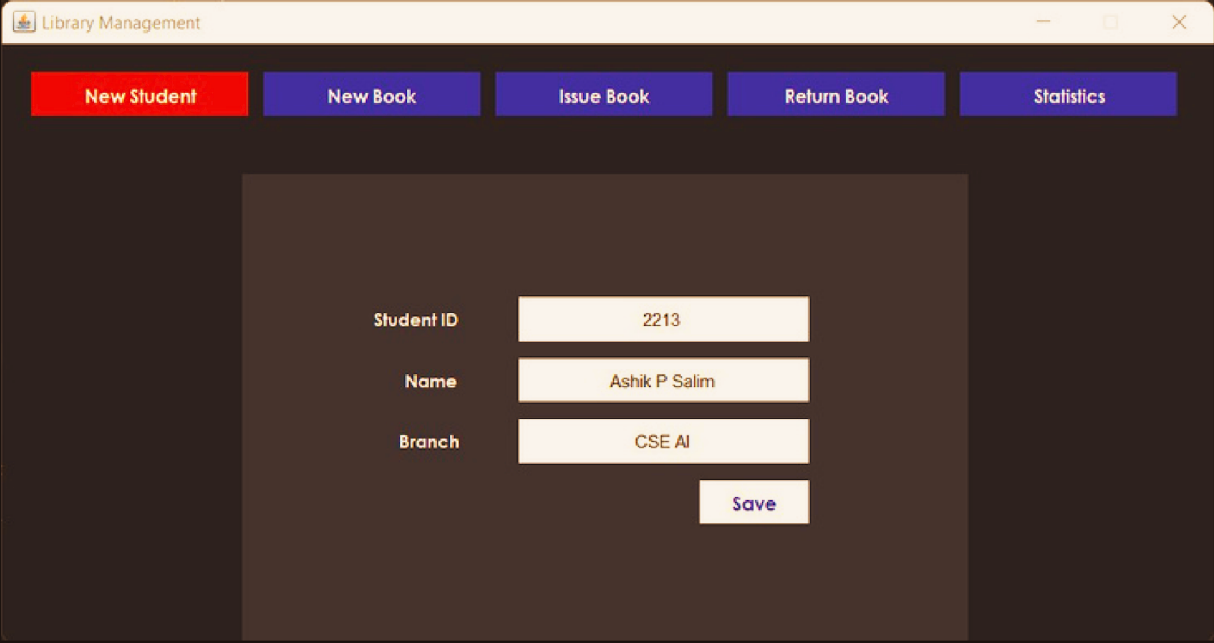 Library Management
New Student New Book Issue Book Return Book Statistics
Student ID 2213
Name Ashik P Salim
Branch CSE AI
Save